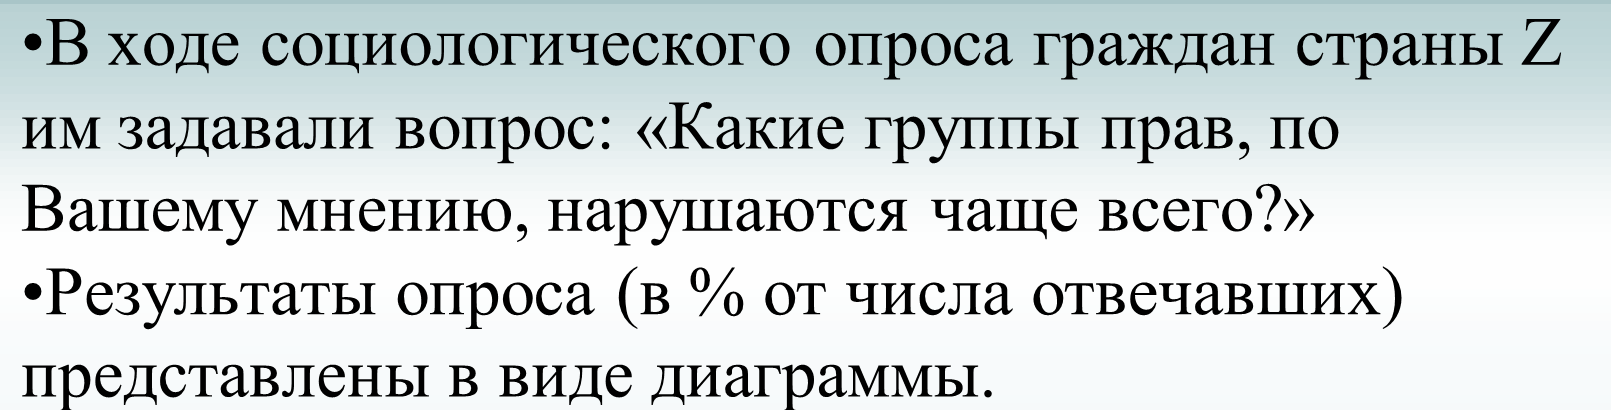 •В ходе социологического опроса граждан страны Z
им задавали вопрос: «Какие группы прав, по
Вашему мнению, нарушаются чаще всего?»
•Результаты опроса (в % от числа отвечавших)
представлены в виде диаграммы.